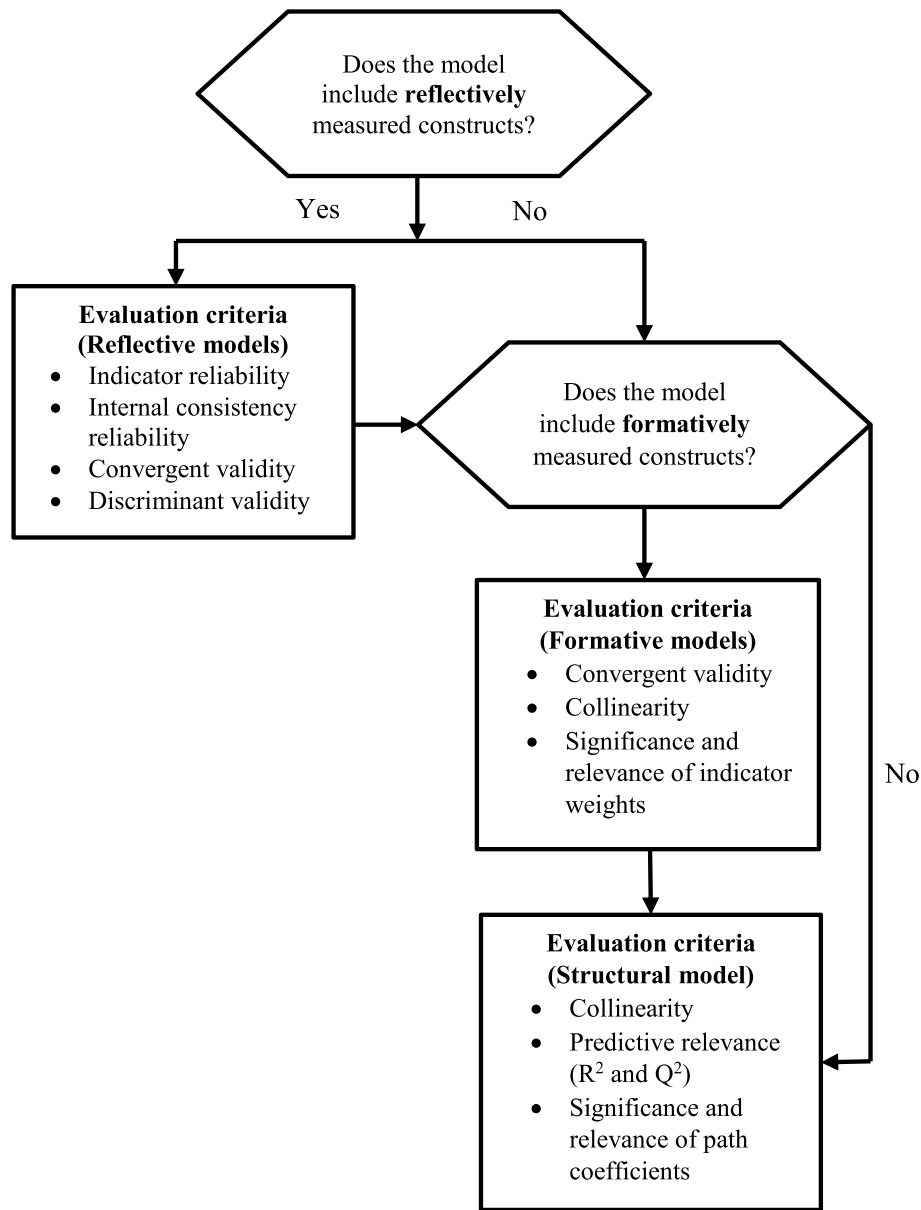 Does the model
include reflectively
measured constructs?
Yes
No
Evaluation criteria
(Reflective models)
• Indicator reliability
• Internal consistency
reliability
• Convergent validity
• Discriminant validity
Does the model
include formatively
measured constructs?
Evaluation criteria
(Formative models)
• Convergent validity
• Collinearity
• Significance and
relevance of indicator
weights
No
Evaluation criteria
(Structural model)
• Collinearity
• Predictive relevance
(R² and Q²)
• Significance and
relevance of path
coefficients